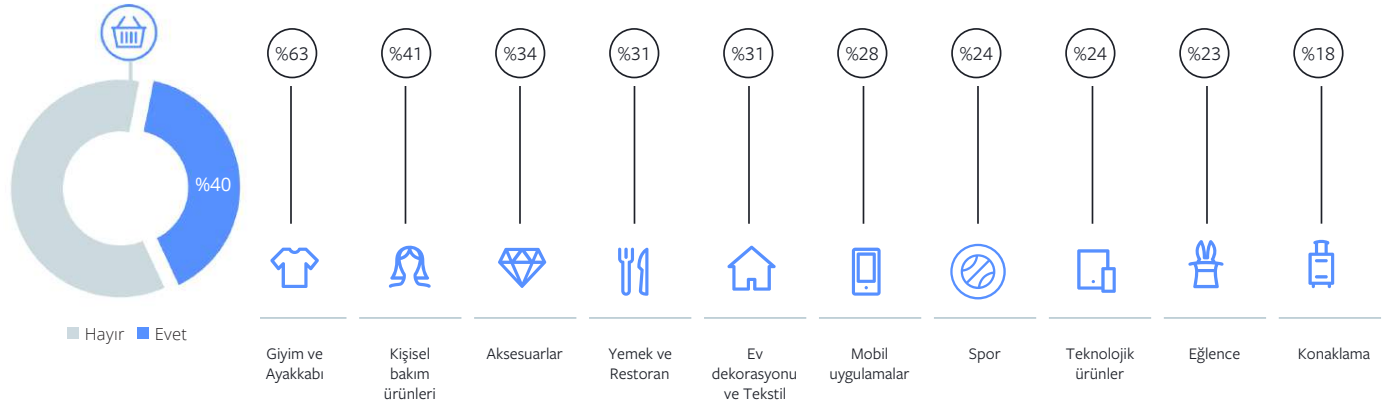 %40
Hayır
Evet
%63
%41
%34
%31
%31
%28
%24
%24
%23
%18
Giyim ve
Ayakkabı
Kişisel
bakım
ürünleri
Aksesuarlar
Yemek ve
Restoran
Ev
dekorasyonu
ve Tekstil
Mobil
uygulamalar
Spor
Teknolojik
ürünler
Eğlence
Konaklama